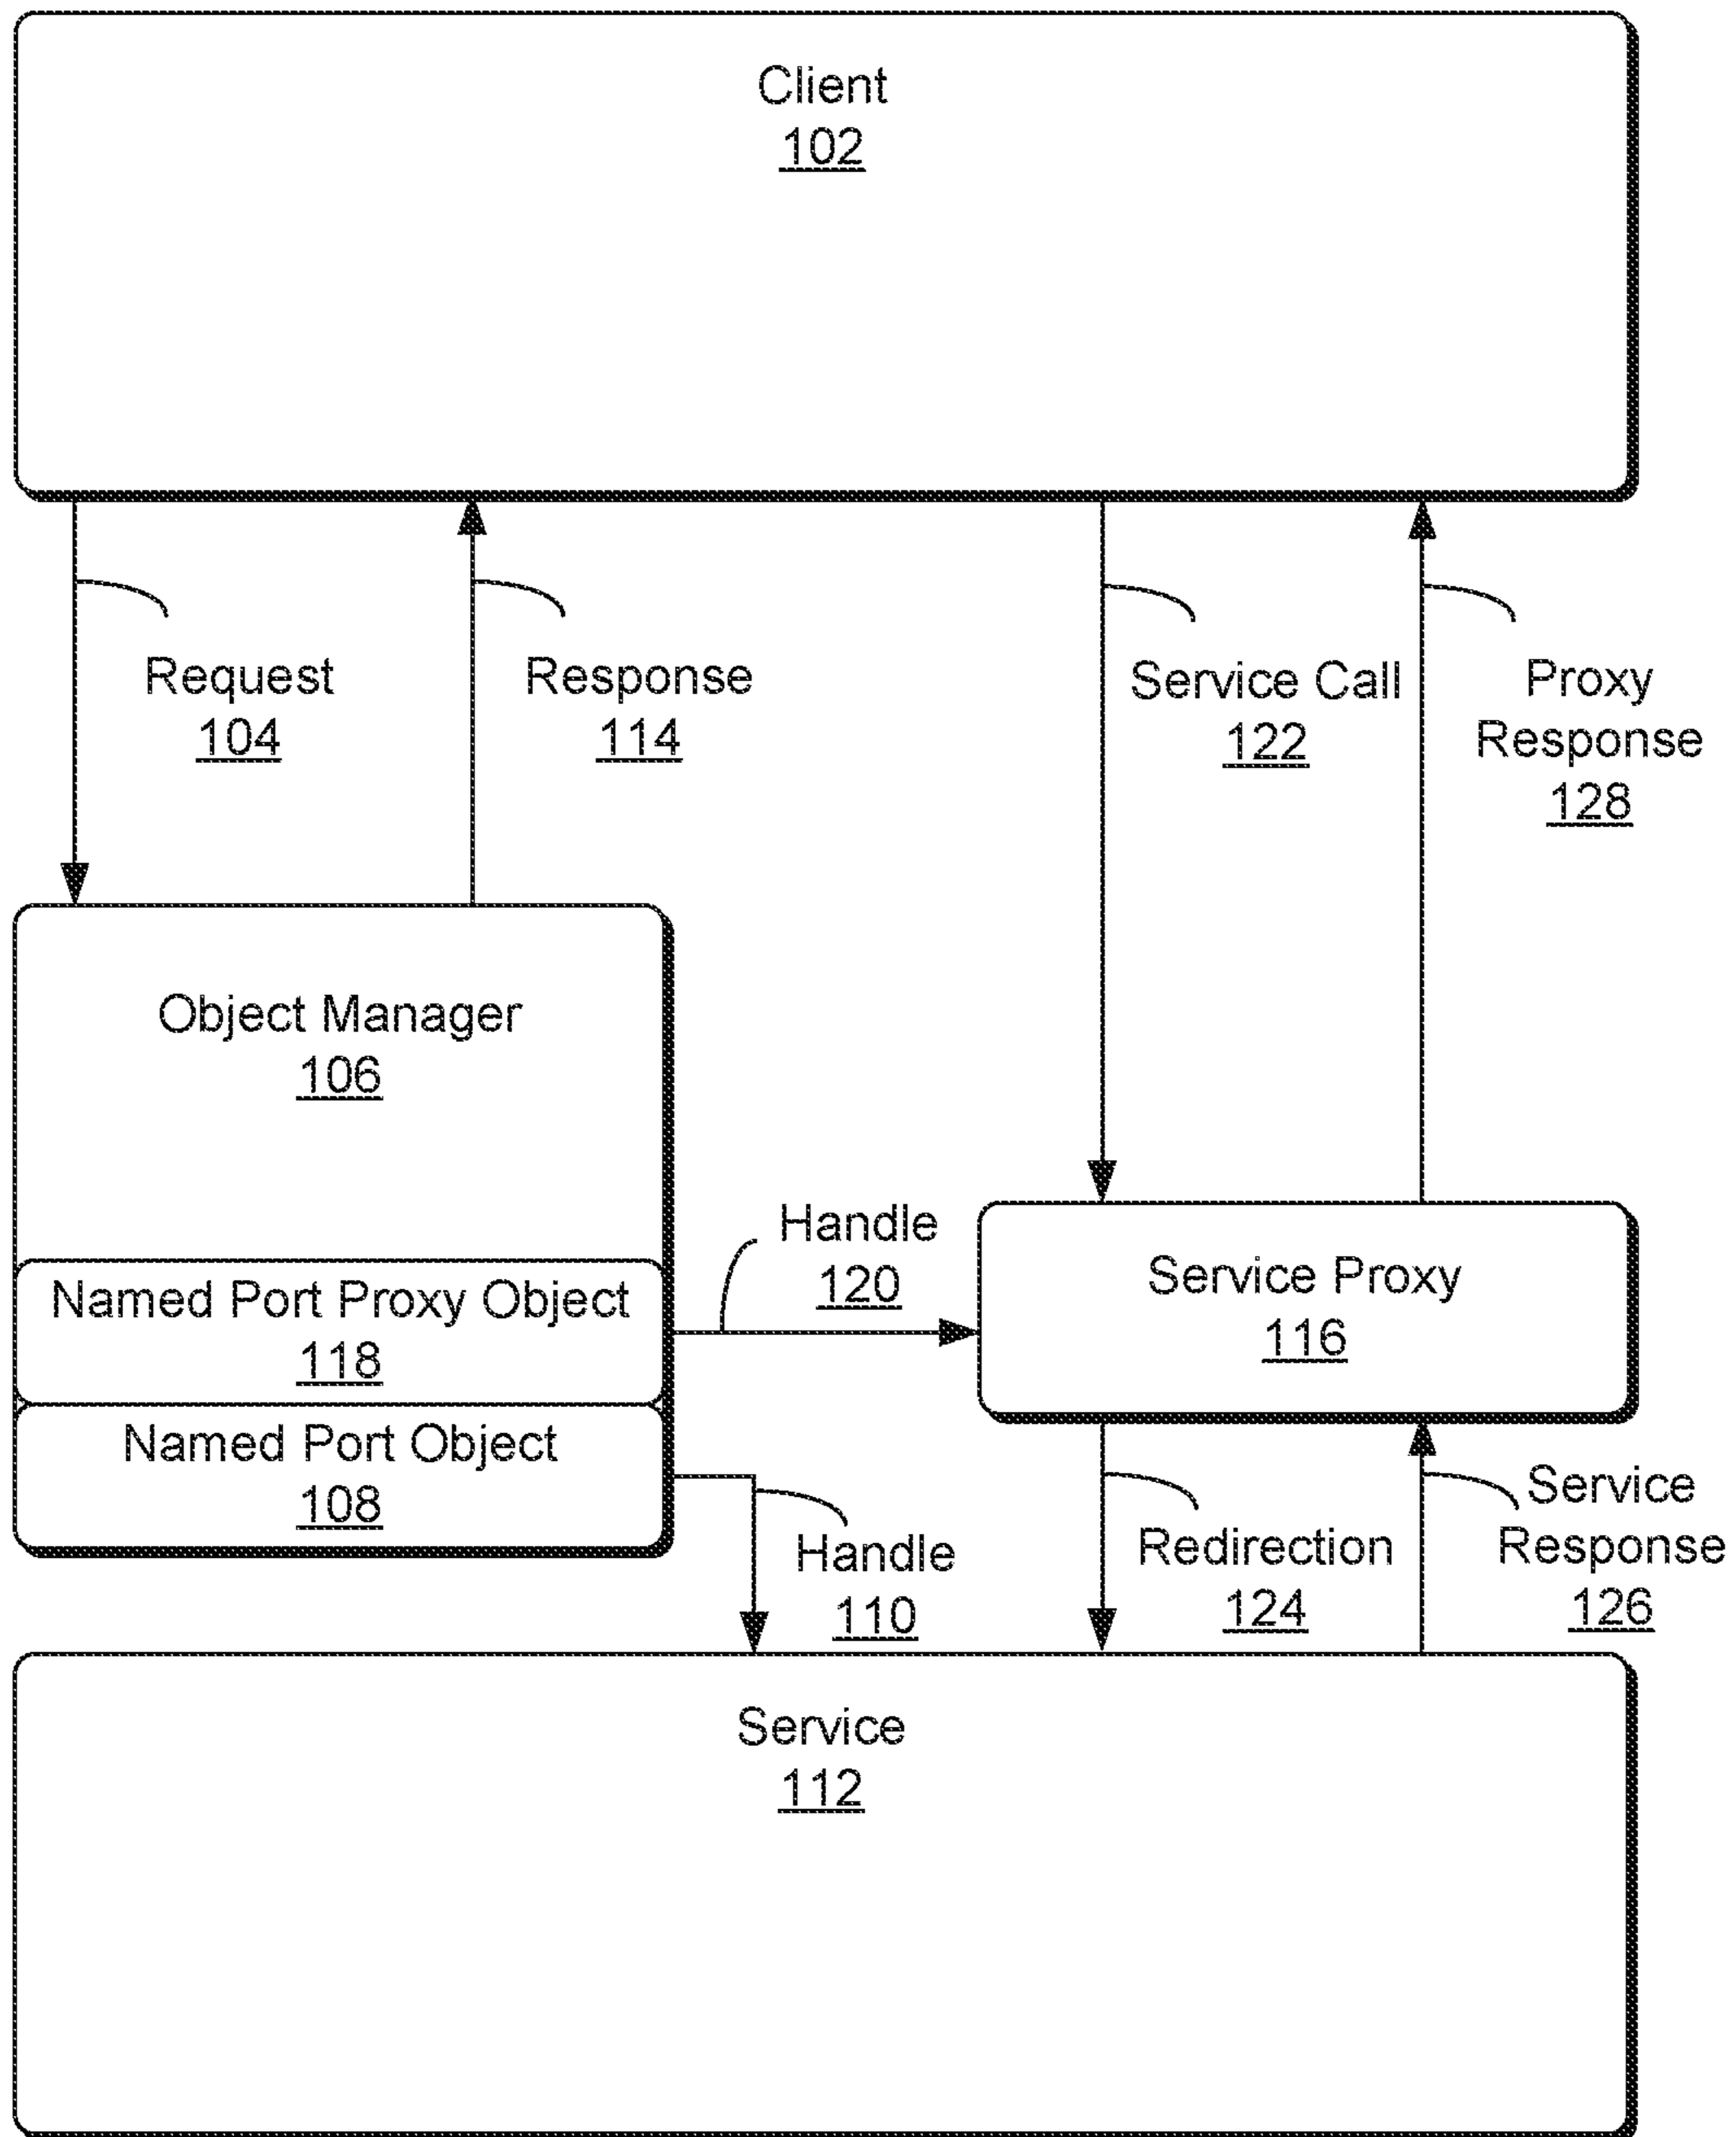 Client
102
Request
104
Response
114
Service Call
122
Proxy
Response
128
Object Manager
106
Handle
120
Service Proxy
116
Named Port Proxy Object
118
Named Port Object
108
Handle
110
Redirection
124
Service
Response
126
Service
112